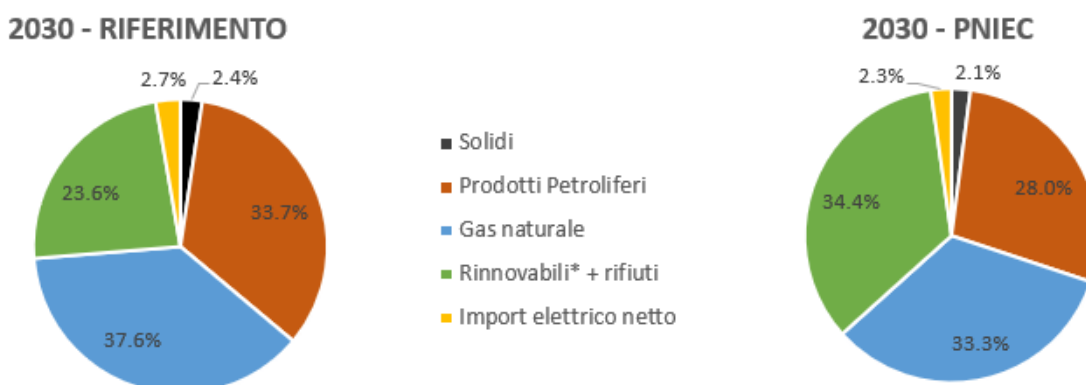 2030 - RIFERIMENTO
2.7%
2.4%
23.6%
33.7%
37.6%
Solidi
Prodotti Petroliferi
Gas naturale
Rinnovabili* + rifiuti
Import elettrico netto
2030 - PNIEC
2.3%
2.1%
34.4%
28.0%
33.3%